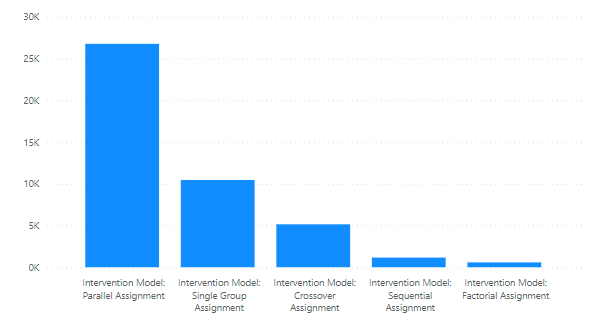 30K
25K
20K
15K
10K
5K
0K
Intervention Model:
Parallel Assignment
Intervention Model:
Single Group
Assignment
Intervention Model:
Crossover
Assignment
Intervention Model:
Sequential
Assignment
Intervention Model:
Factorial Assignment